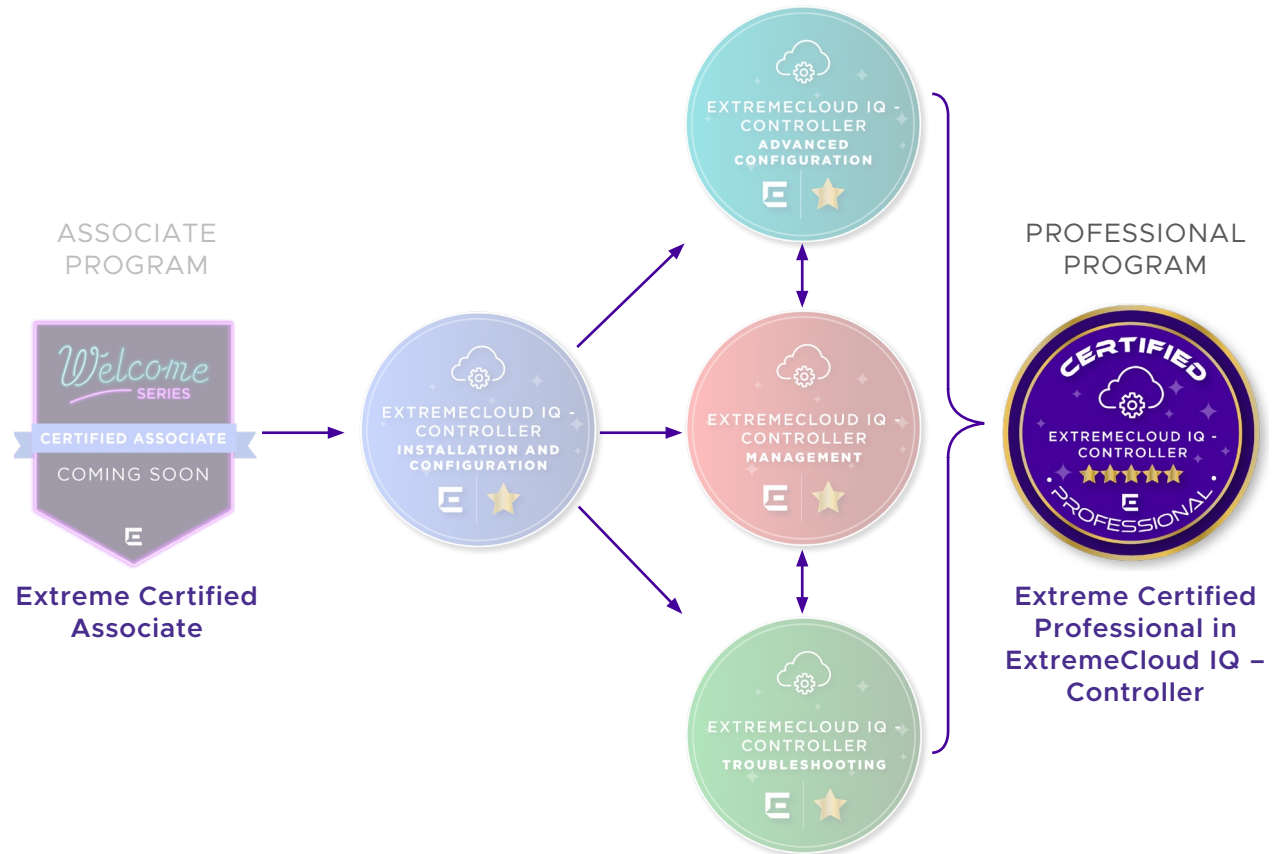 ASSOCIATE
PROGRAM
Welcome
SERIES
CERTIFIED ASSOCIATE
COMING SOON
E
Extreme Certified
Associate
EXTREMECLOUD IQ -
CONTROLLER
INSTALLATION AND
CONFIGURATION
E
EXTREMECLOUD IQ -
CONTROLLER
ADVANCED
CONFIGURATION
E
EXTREMECLOUD IQ -
CONTROLLER
MANAGEMENT
E
EXTREMECLOUD IQ -
CONTROLLER
TROUBLESHOOTING
E
PROFESSIONAL
PROGRAM
CERTIFIED
EXTREMECLOUD IQ -
CONTROLLER
E
• PROFESSIONAL •
Extreme Certified
Professional in
ExtremeCloud IQ –
Controller